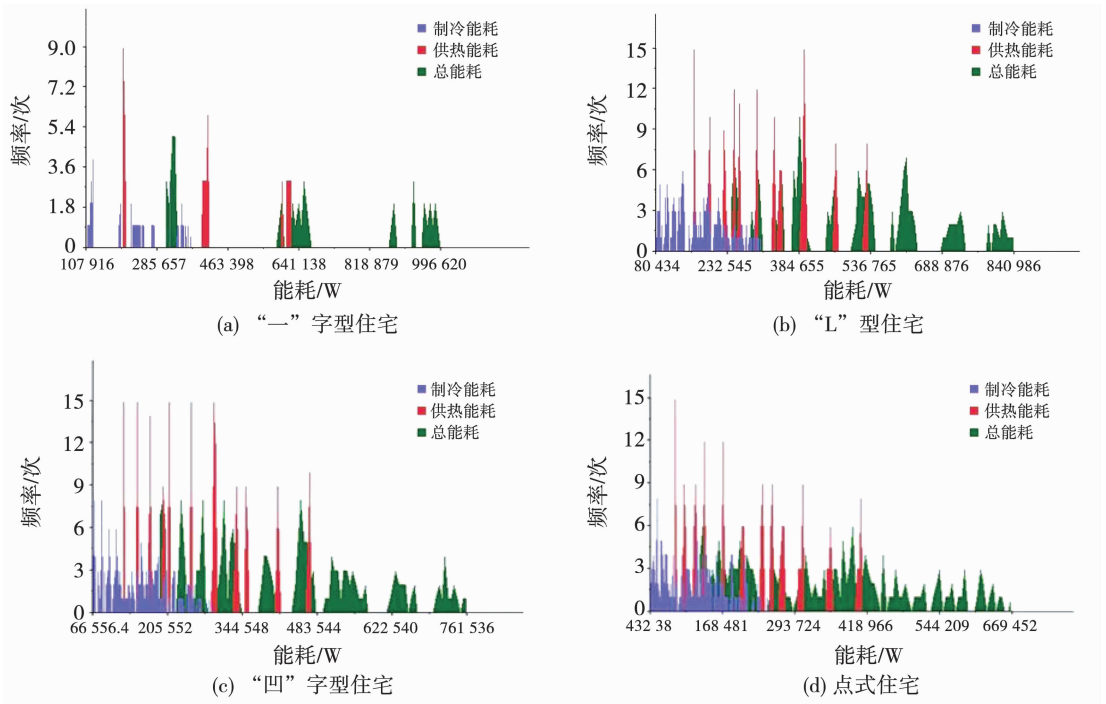 制冷能耗
供热能耗
总能耗
频率/次
9.0
7.2
5.4
3.6
1.8
0
107 916 285 657 463 398 641 138 818 879 996 620
能耗/W
(a) “一”字型住宅
制冷能耗
供热能耗
总能耗
频率/次
15
12
9
6
3
0
80 434 232 545 384 655 536 765 688 876 840 986
能耗/W
(b) “L”型住宅
制冷能耗
供热能耗
总能耗
频率/次
15
12
9
6
3
0
66 556.4 205 552 344 548 483 544 622 540 761 536
能耗/W
(c) “凹”字型住宅
制冷能耗
供热能耗
总能耗
频率/次
15
12
9
6
3
0
432 38 168 481 293 724 418 966 544 209 669 452
能耗/W
(d) 点式住宅